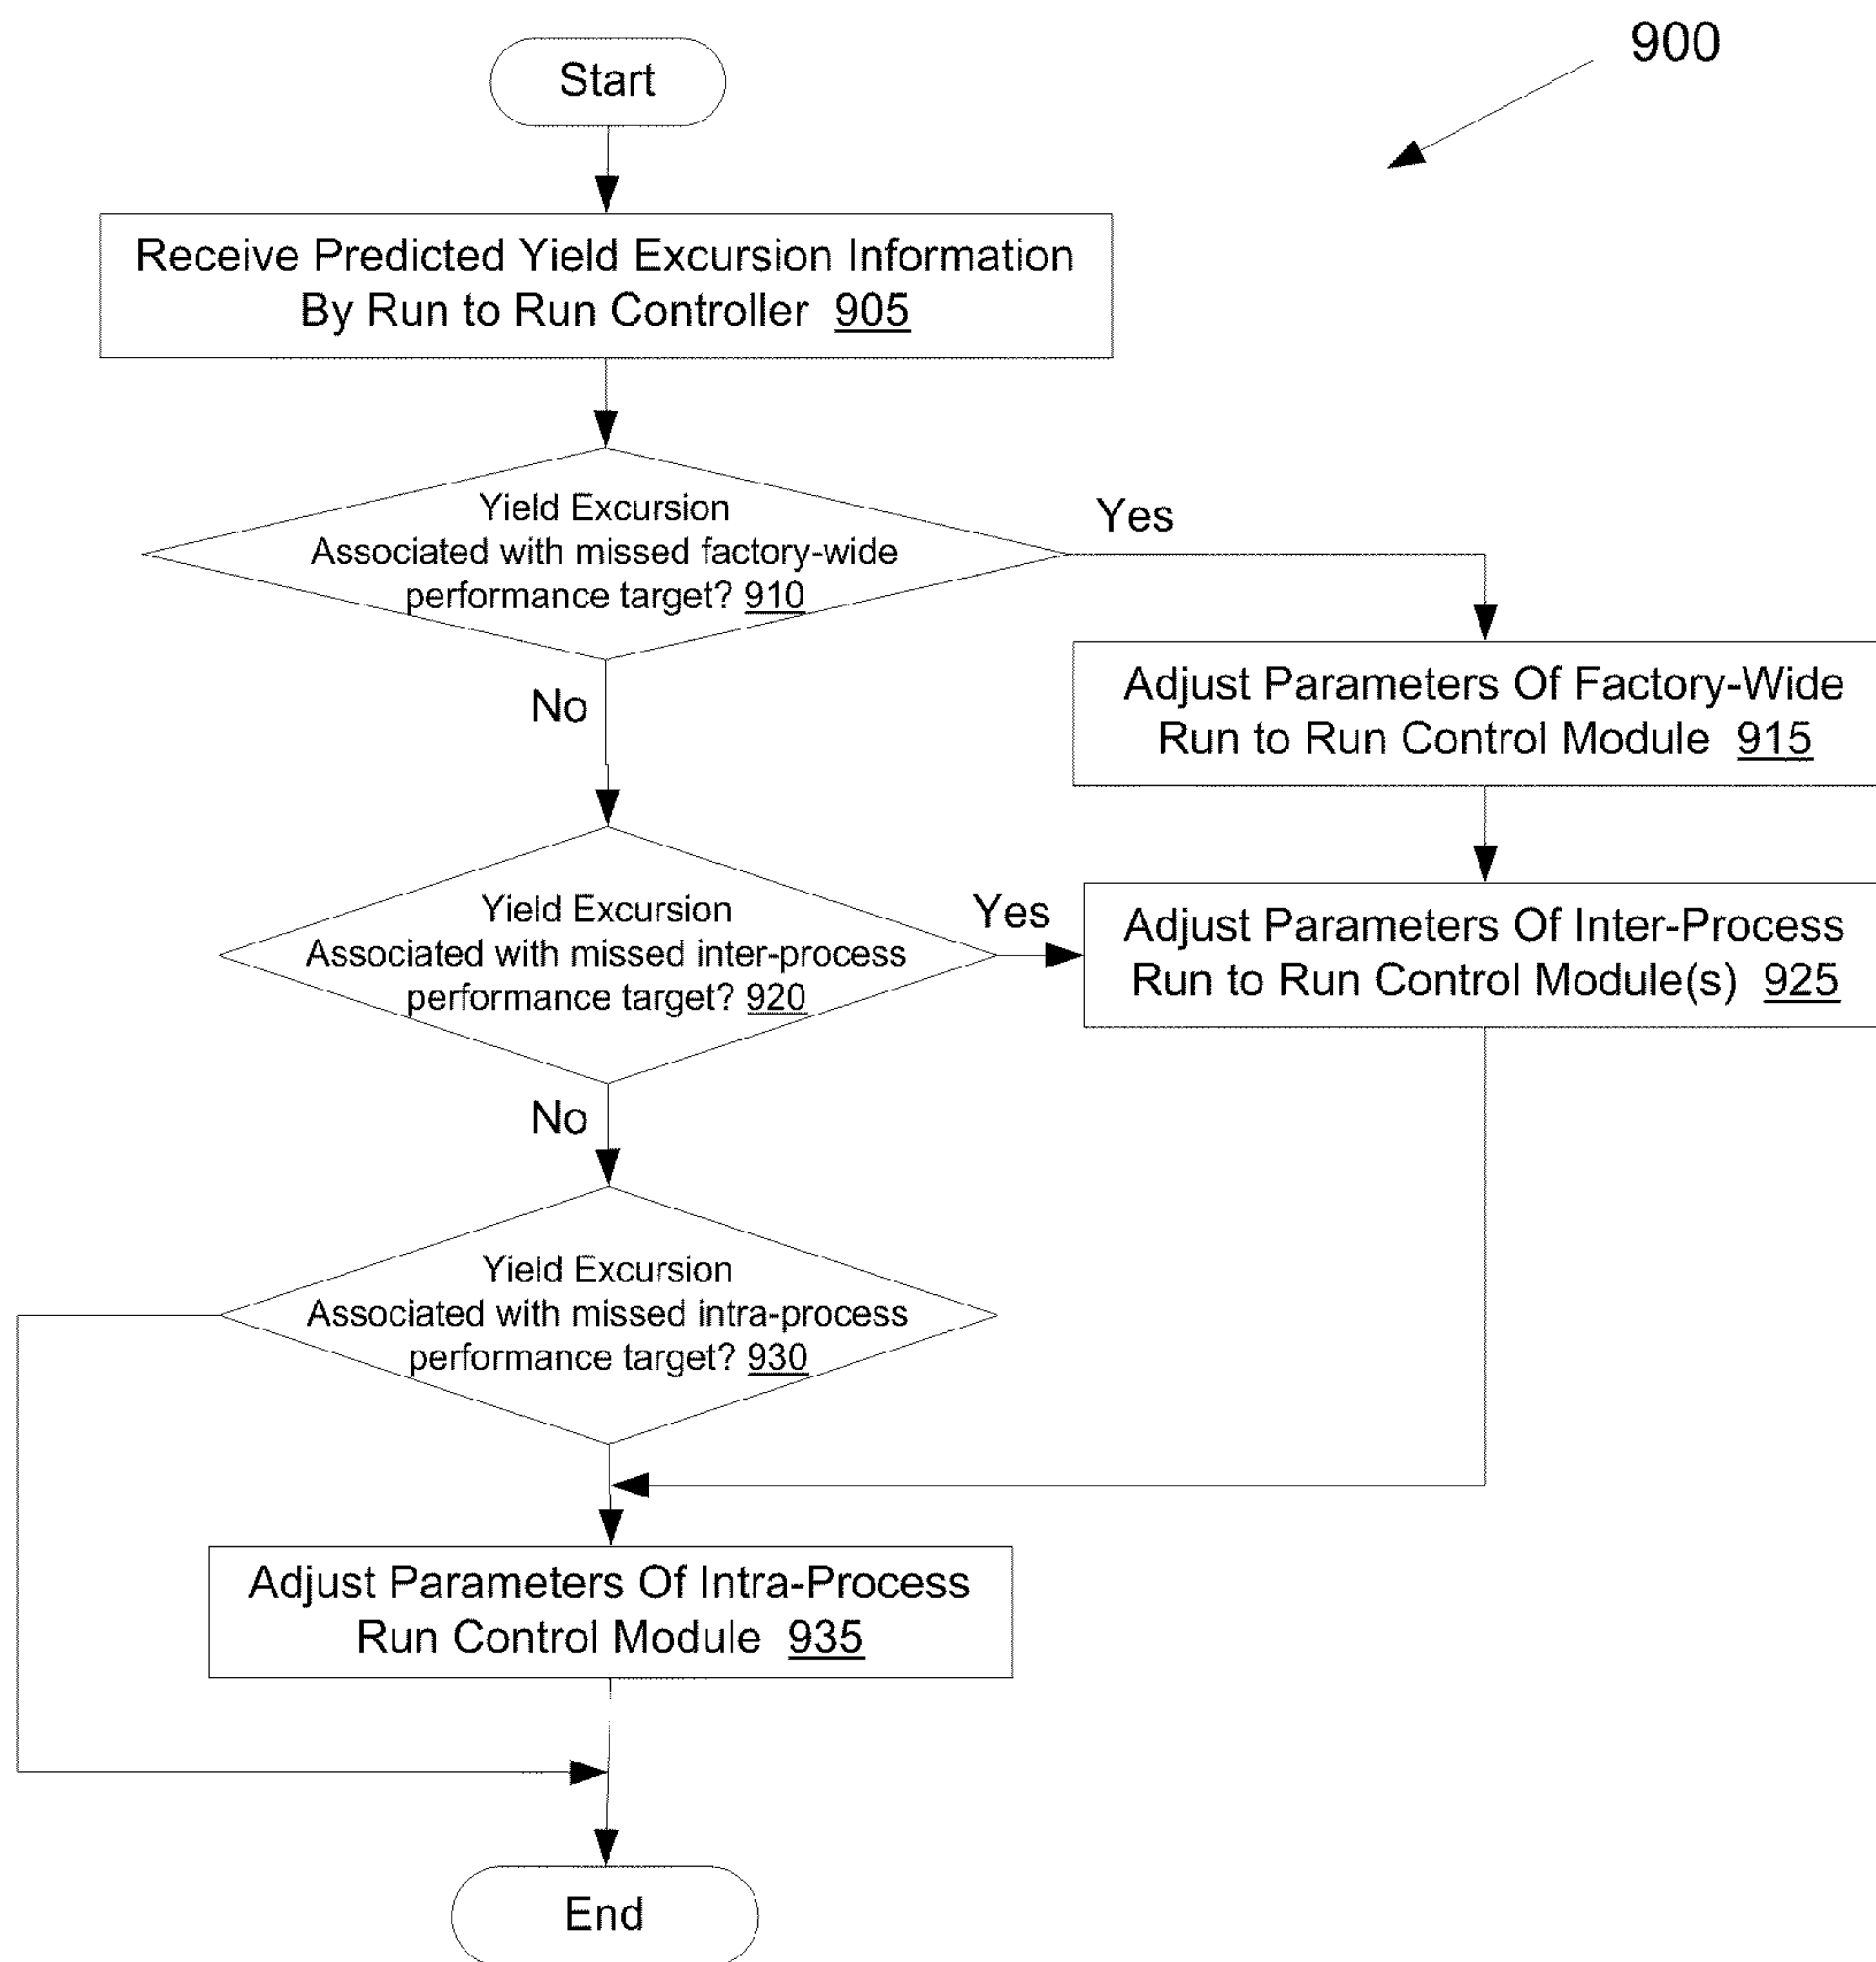 900
Start
Receive Predicted Yield Excursion Information
By Run to Run Controller 905
Yield Excursion
Associated with missed factory-wide
performance target? 910
Yes
No
Adjust Parameters Of Factory-Wide
Run to Run Control Module 915
Yield Excursion
Associated with missed inter-process
performance target? 920
Yes
Adjust Parameters Of Inter-Process
Run to Run Control Module(s) 925
No
Yield Excursion
Associated with missed intra-process
performance target? 930
Adjust Parameters Of Intra-Process
Run Control Module 935
End